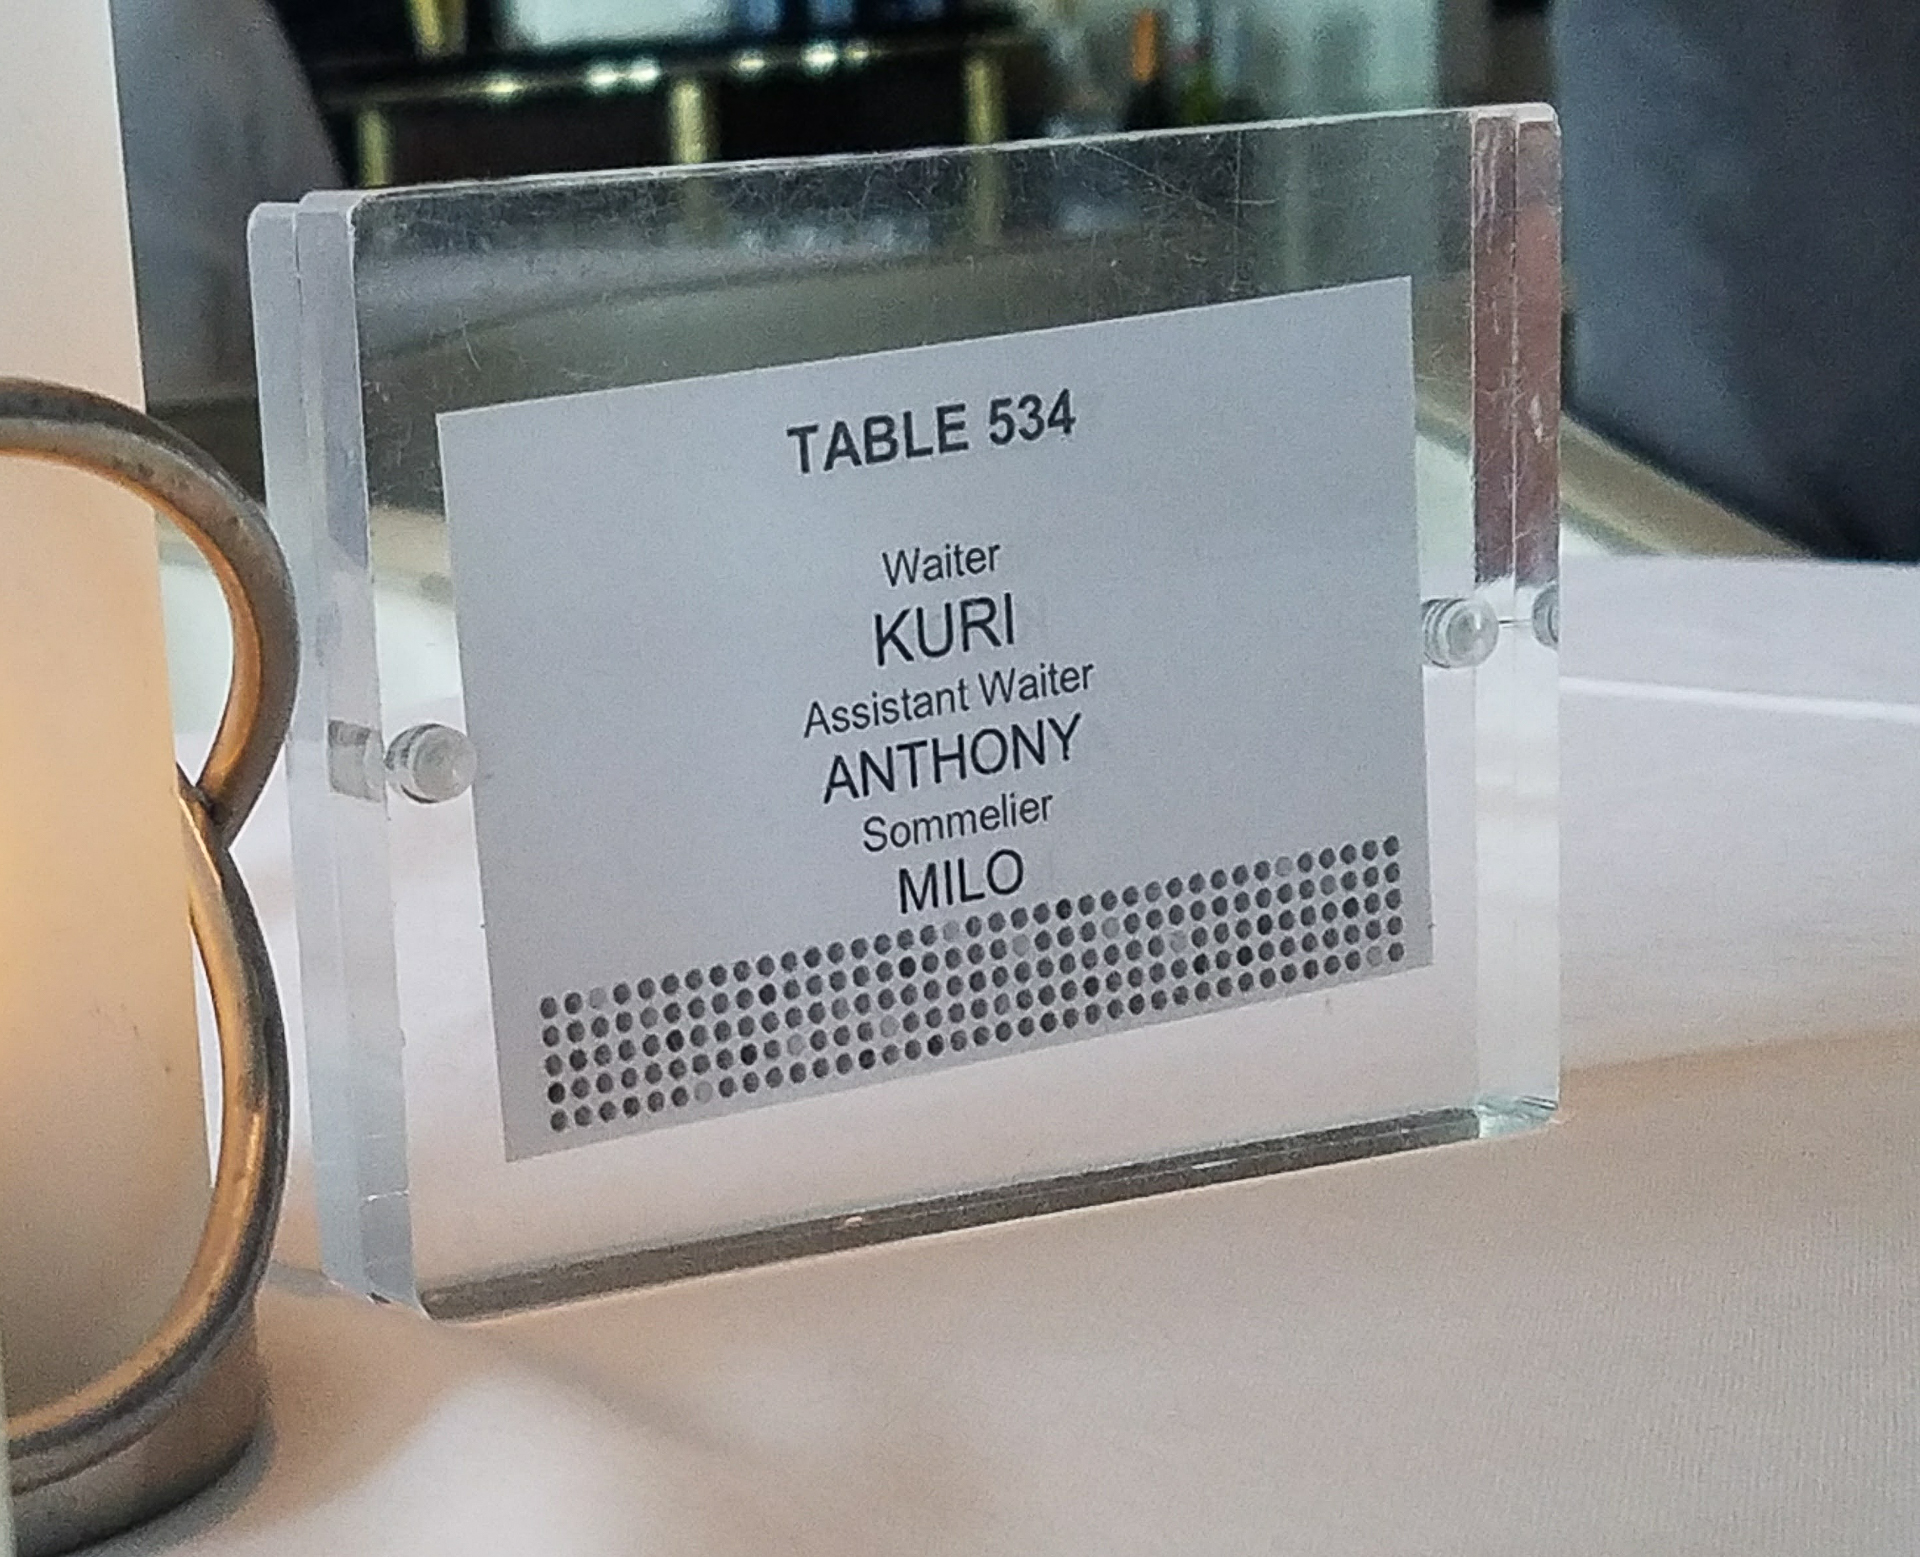 TABLE 534
Waiter
KURI
Assistant Waiter
ANTHONY
Sommelier
MILO